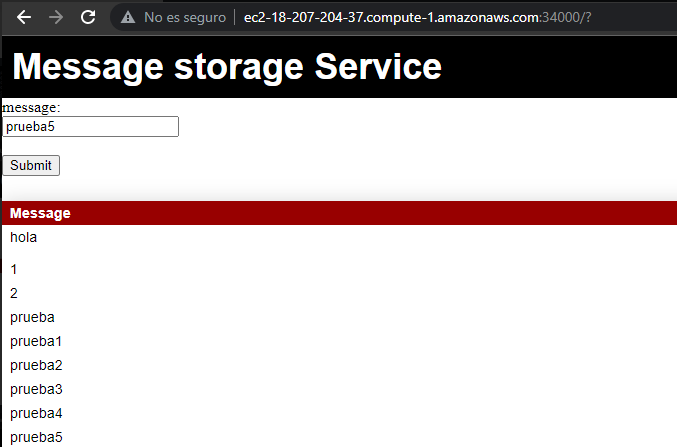 No es seguro ec2-18-207-204-37.compute-1.amazonaws.com:34000/?
Message storage Service
message:
prueba5
Submit
Message
hola
1
2
prueba
prueba1
prueba2
prueba3
prueba4
prueba5